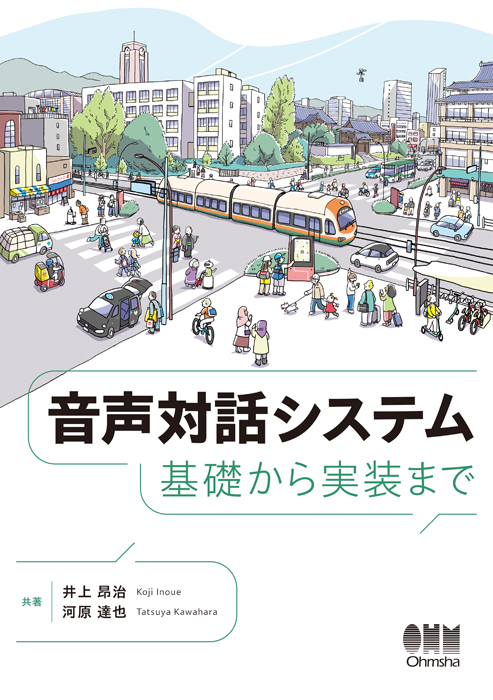 音声対話システム
基礎から実装まで
共著
井上 昂治 Koji Inoue
河原 達也 Tatsuya Kawahara
OHM
Ohmsha